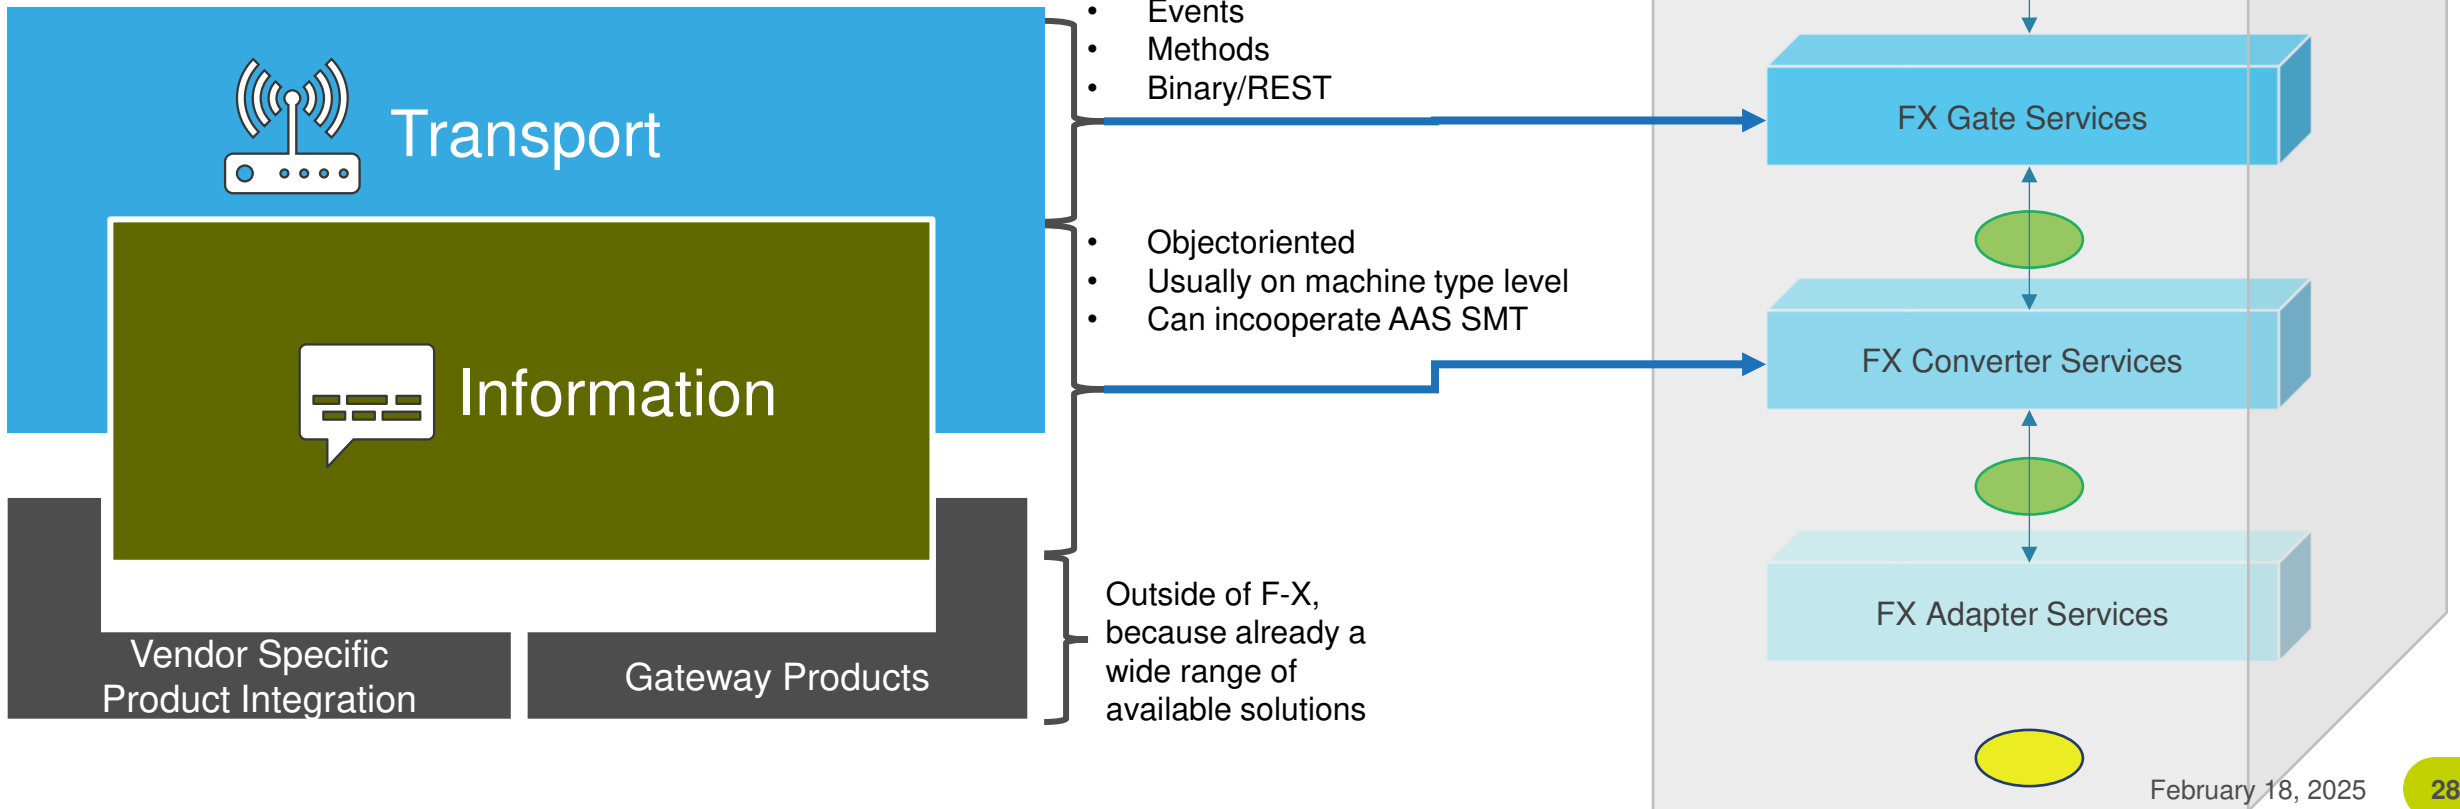 • Events
• Methods
• Binary/REST
Transport
FX Gate Services
• Objectoriented
• Usually on machine type level
• Can incooperate AAS SMT
Information
FX Converter Services
Outside of F-X,
because already a
wide range of
available solutions
FX Adapter Services
Vendor Specific
Product Integration
Gateway Products
February 18, 2025
28